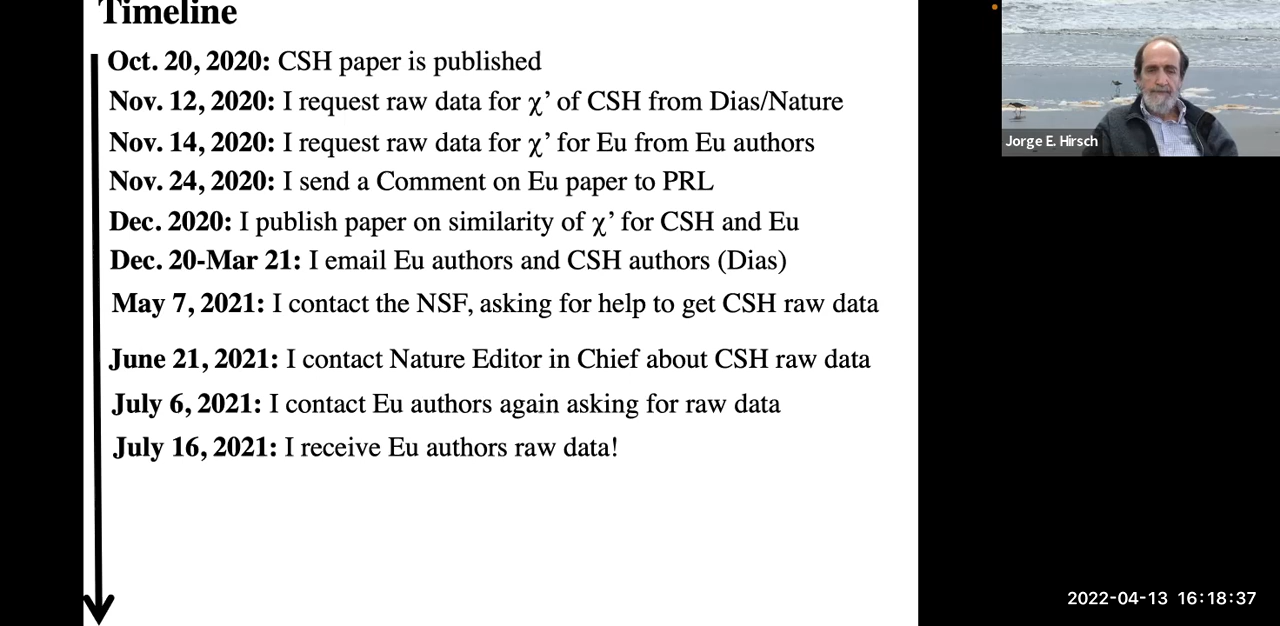 Timeline
Oct. 20, 2020: CSH paper is published
Nov. 12, 2020: I request raw data for χ’ of CSH from Dias/Nature
Nov. 14, 2020: I request raw data for χ’ for Eu from Eu authors
Nov. 24, 2020: I send a Comment on Eu paper to PRL
Dec. 2020: I publish paper on similarity of χ’ for CSH and Eu
Dec. 20-Mar 21: I email Eu authors and CSH authors (Dias)
May 7, 2021: I contact the NSF, asking for help to get CSH raw data
June 21, 2021: I contact Nature Editor in Chief about CSH raw data
July 6, 2021: I contact Eu authors again asking for raw data
July 16, 2021: I receive Eu authors raw data!
Jorge E. Hirsch
2022-04-13 16:18:37